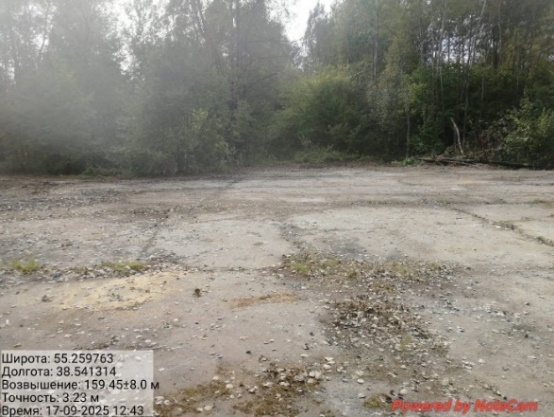 Широта: 55.259763
Долгота: 38.541314
Возвышение: 159.45±8.0 м
Точность: 3.23 м
Время: 17-09-2025 12:43
Powered by NoteCam